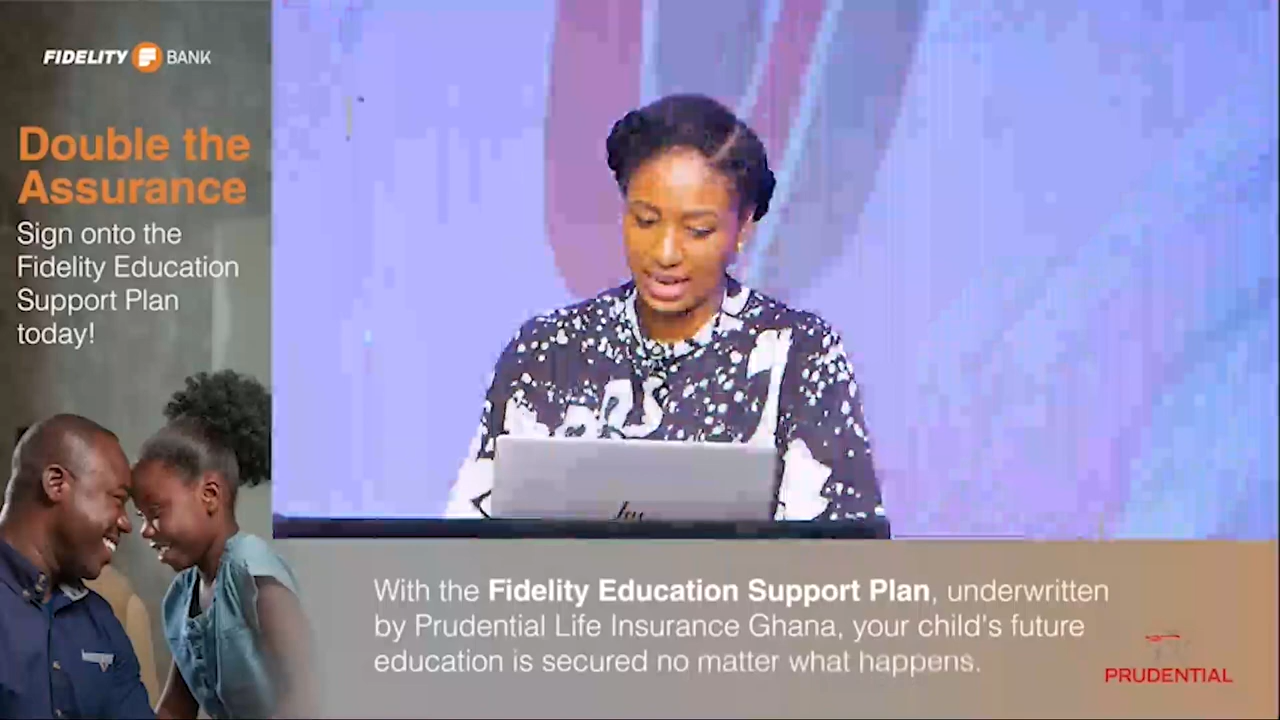 FIDELITY BANK
Double the
Assurance
Sign onto the
Fidelity Education
Support Plan
today!
With the Fidelity Education Support Plan, underwritten
by Prudential Life Insurance Ghana, your child's future
education is secured no matter what happens.
PRUDENTIAL